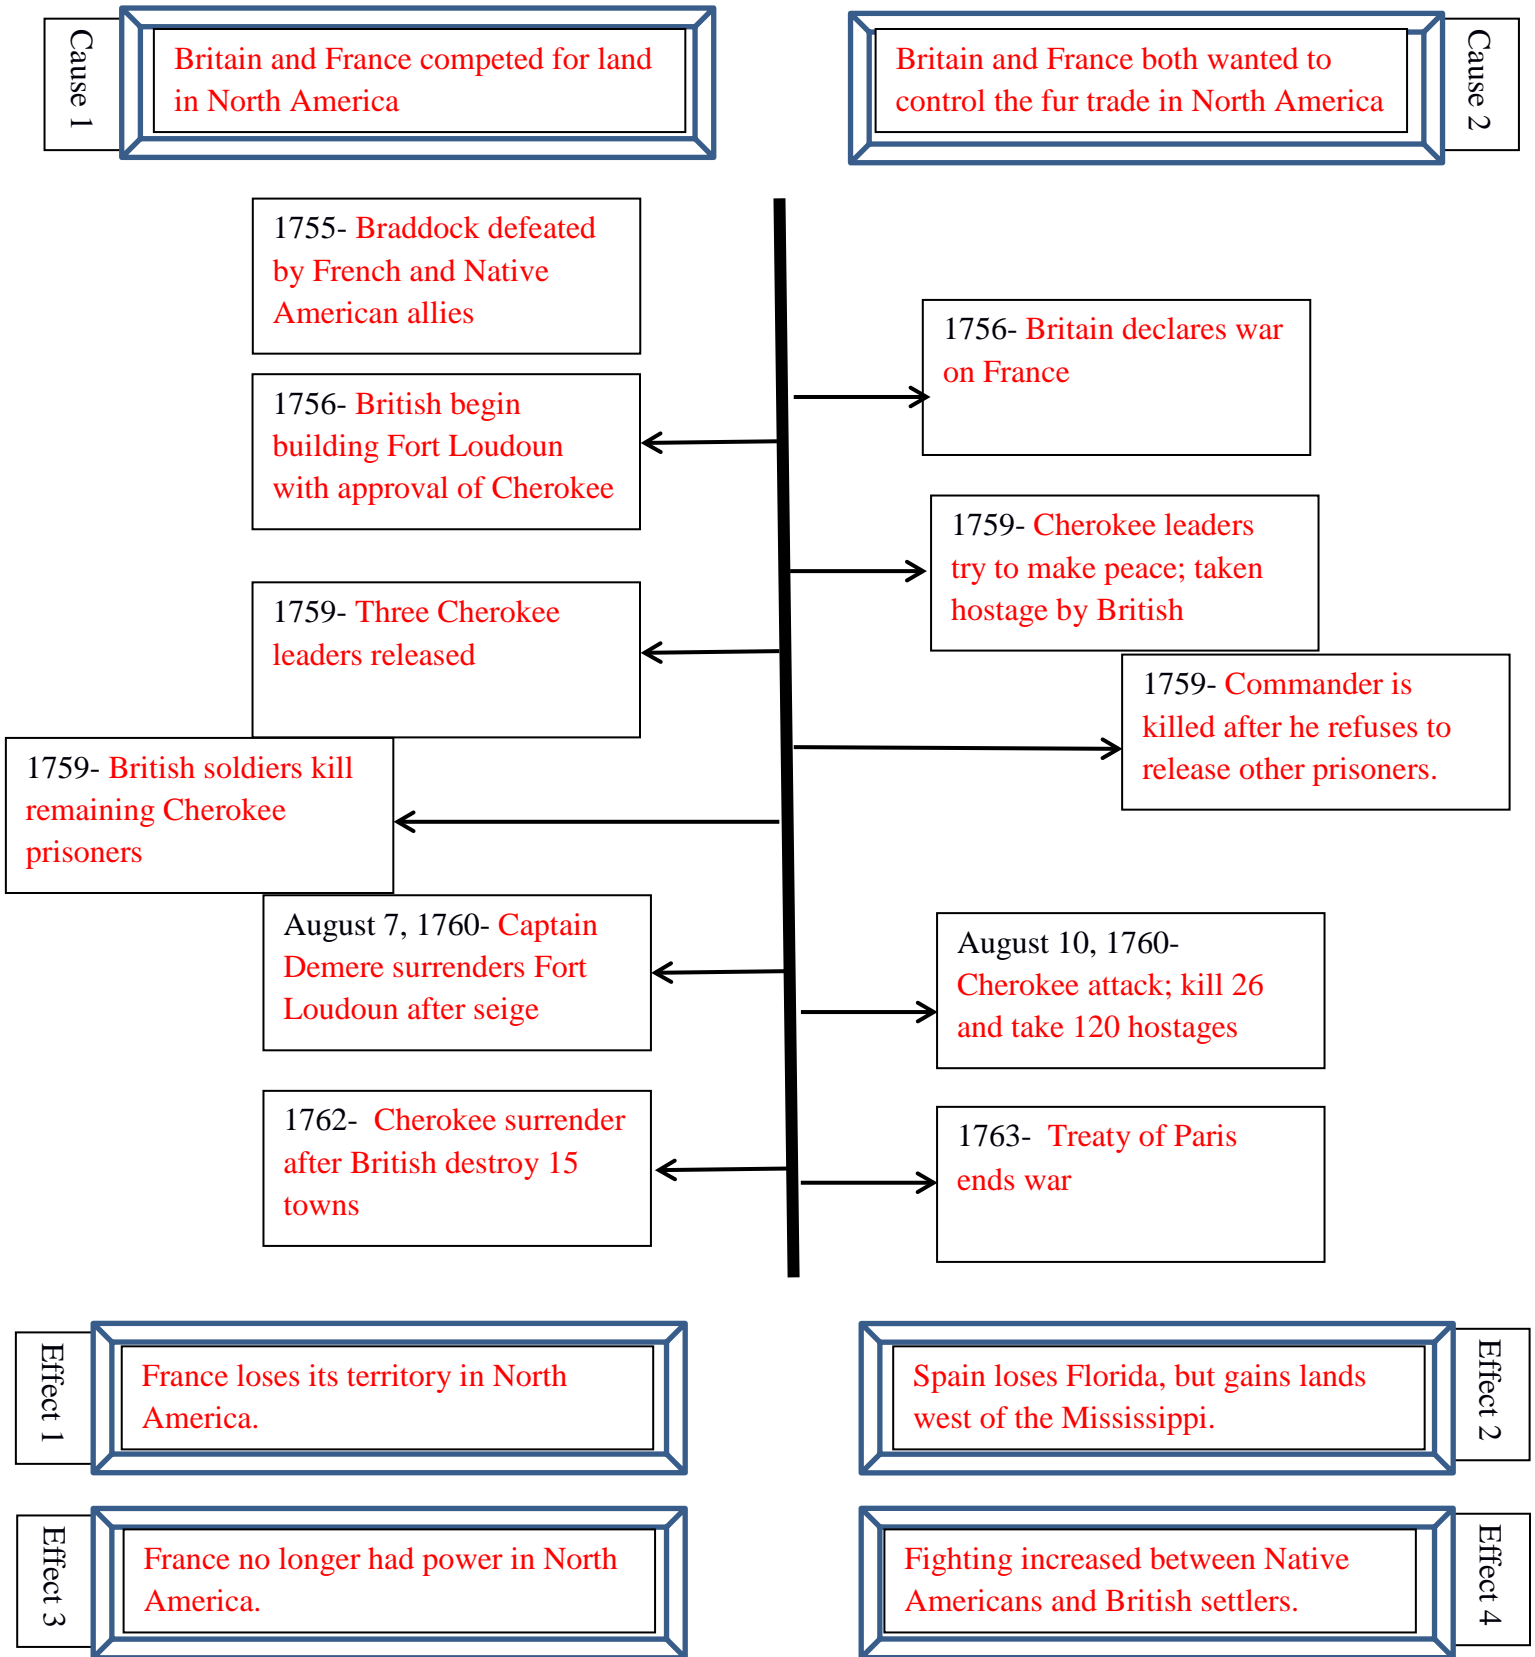 Cause 1
Britain and France competed for land
in North America
Britain and France both wanted to
control the fur trade in North America
Cause 2
1755- Braddock defeated
by French and Native
American allies
1756- Britain declares war
on France
1756- British begin
building Fort Loudoun
with approval of Cherokee
1759- Cherokee leaders
try to make peace; taken
hostage by British
1759- Three Cherokee
leaders released
1759- Commander is
killed after he refuses to
release other prisoners.
1759- British soldiers kill
remaining Cherokee
prisoners
August 7, 1760- Captain
Demere surrenders Fort
Loudoun after seige
August 10, 1760-
Cherokee attack; kill 26
and take 120 hostages
1762- Cherokee surrender
after British destroy 15
towns
1763- Treaty of Paris
ends war
Effect 1
France loses its territory in North
America.
Spain loses Florida, but gains lands
west of the Mississippi.
Effect 2
Effect 3
France no longer had power in North
America.
Fighting increased between Native
Americans and British settlers.
Effect 4